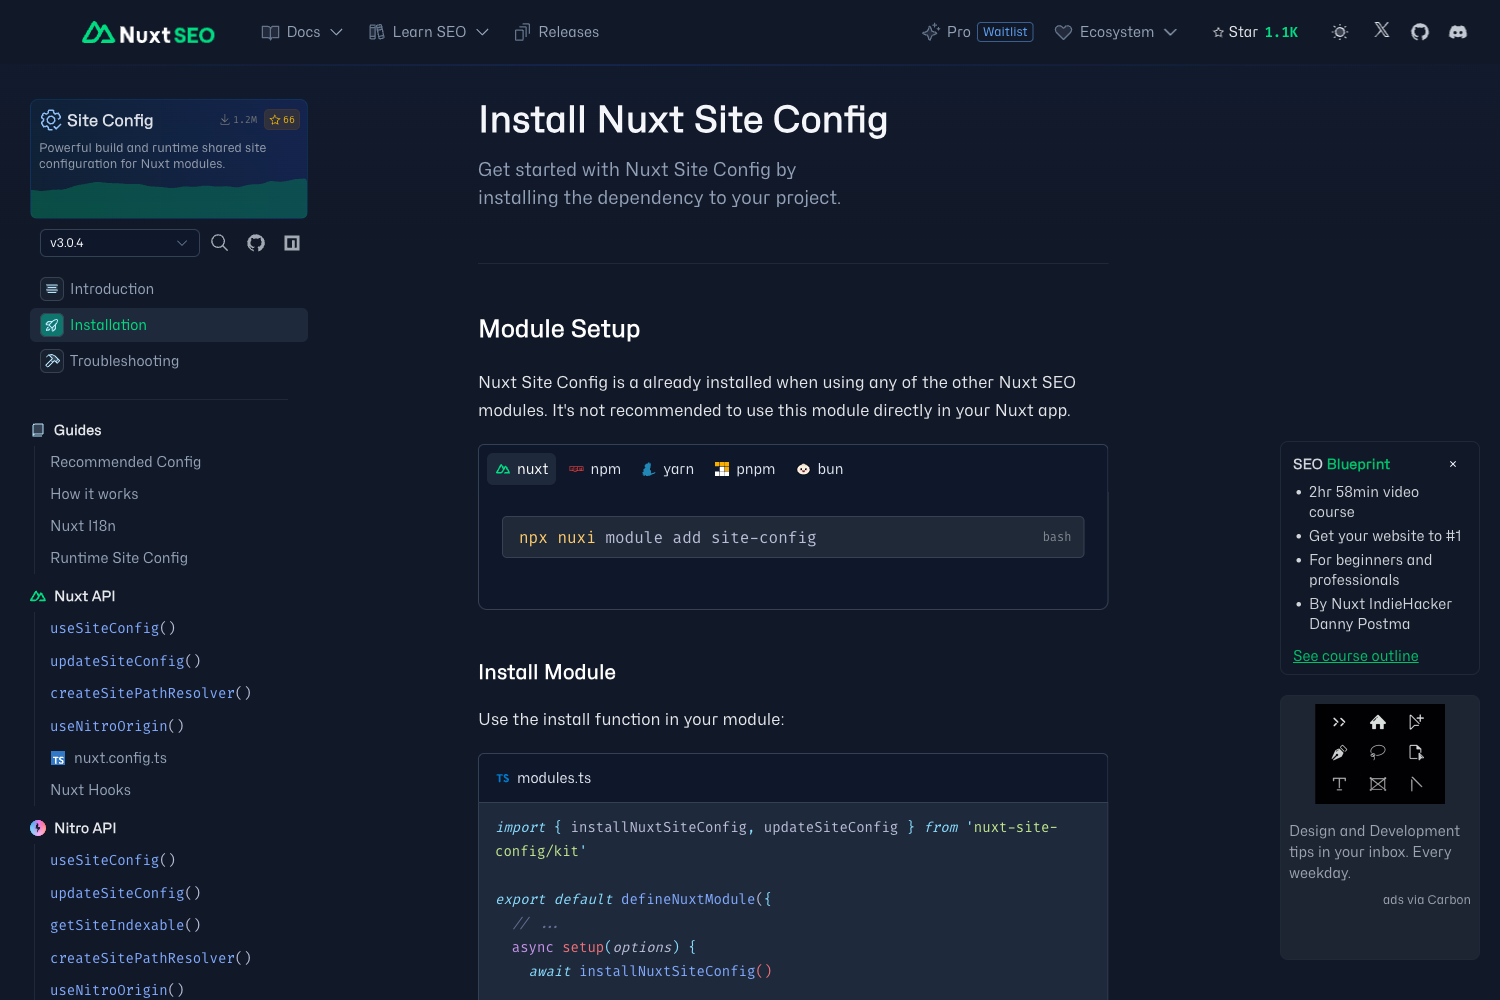 Nuxt SEO
Docs
Learn SEO
Releases
Pro Waitlist
Ecosystem
Star 1.1K
Site Config
1.2M
66
Powerful build and runtime shared site
configuration for Nuxt modules.
v3.0.4
Introduction
Installation
Troubleshooting
Guides
Recommended Config
How it works
Nuxt I18n
Runtime Site Config
Nuxt API
useSiteConfig()
updateSiteConfig()
createSitePathResolver()
useNitroOrigin()
TS nuxt.config.ts
Nuxt Hooks
Nitro API
useSiteConfig()
updateSiteConfig()
getSiteIndexable()
createSitePathResolver()
useNitroOrigin()
Install Nuxt Site Config
Get started with Nuxt Site Config by
installing the dependency to your project.
Module Setup
Nuxt Site Config is a already installed when using any of the other Nuxt SEO
modules. It's not recommended to use this module directly in your Nuxt app.
nuxt
npm
yarn
pnpm
bun
npx nuxi module add site-config
bash
Install Module
Use the install function in your module:
TS modules.ts
import { installNuxtSiteConfig, updateSiteConfig } from 'nuxt-site-
config/kit'
export default defineNuxtModule({
// ...
async setup(options) {
await installNuxtSiteConfig()
SEO Blueprint
×
• 2hr 58min video
course
• Get your website to #1
• For beginners and
professionals
• By Nuxt IndieHacker
Danny Postma
See course outline
Design and Development
tips in your inbox. Every
weekday.
ads via Carbon